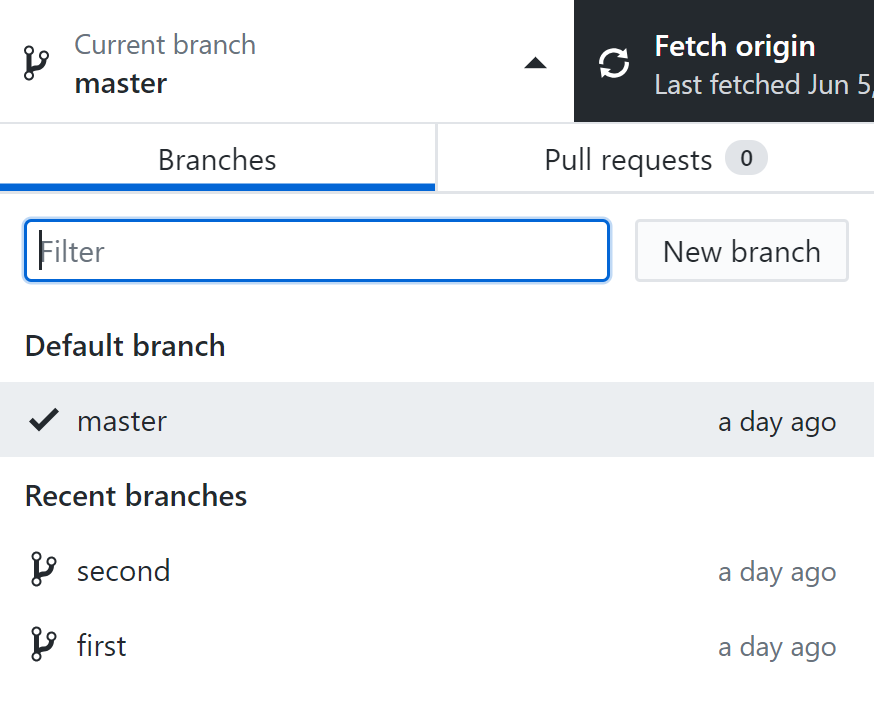 Current branch
master
Fetch origin
Last fetched Jun 5,
Branches
Pull requests 0
Filter
New branch
Default branch
master a day ago
Recent branches
second a day ago
first a day ago